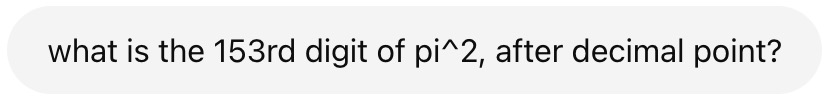 what is the 153rd digit of pi^2, after decimal point?